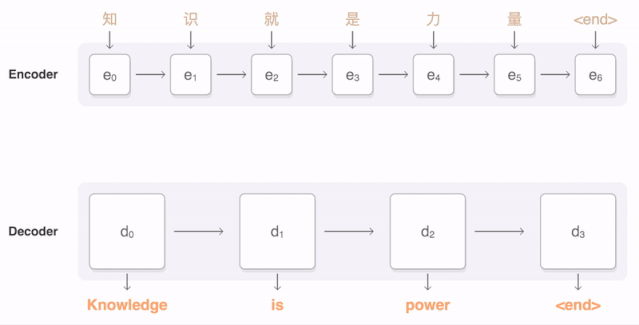 知 识 就 是 力 量 <end>
Encoder e₀ e₁ e₂ e₃ e₄ e₅ e₆
Decoder d₀ d₁ d₂ d₃
Knowledge is power <end>